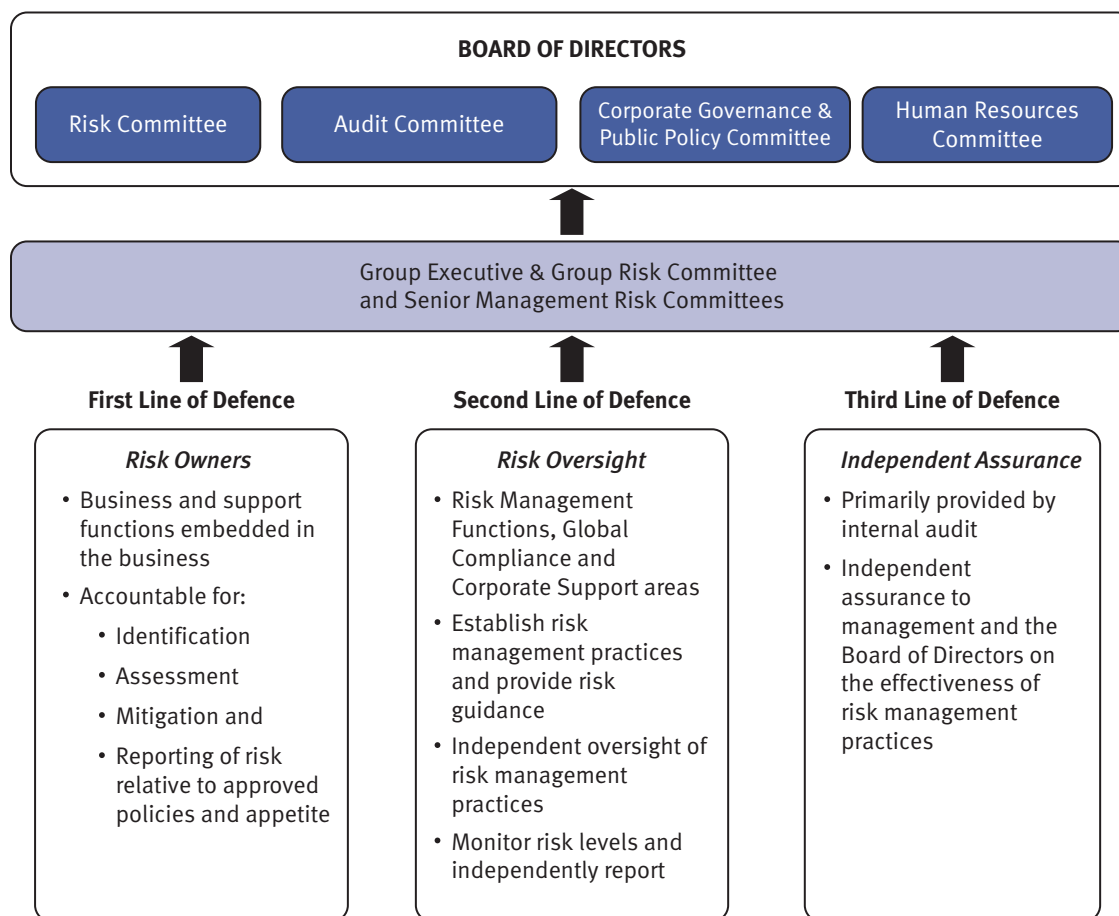 BOARD OF DIRECTORS
Risk Committee
Audit Committee
Corporate Governance &
Public Policy Committee
Human Resources
Committee
Group Executive & Group Risk Committee
and Senior Management Risk Committees
First Line of Defence
Risk Owners
• Business and support
functions embedded in
the business
• Accountable for:
• Identification
• Assessment
• Mitigation and
• Reporting of risk
relative to approved
policies and appetite
Second Line of Defence
Risk Oversight
• Risk Management
Functions, Global
Compliance and
Corporate Support areas
• Establish risk
management practices
and provide risk
guidance
• Independent oversight of
risk management
practices
• Monitor risk levels and
independently report
Third Line of Defence
Independent Assurance
• Primarily provided by
internal audit
• Independent
assurance to
management and the
Board of Directors on
the effectiveness of
risk management
practices